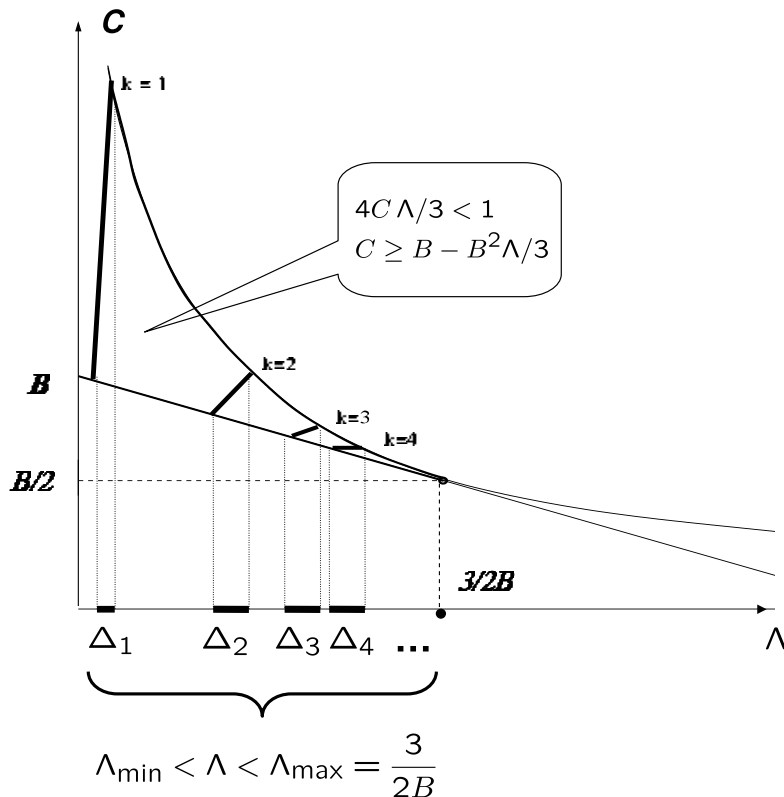 C
k = 1
4C Λ/3 < 1
C ≥ B − B²Λ/3
k=2
B
k=3
k=4
B/2
3/2B
Δ₁ Δ₂ Δ₃ Δ₄ ... Λ
Λmin < Λ < Λmax = 3/2B